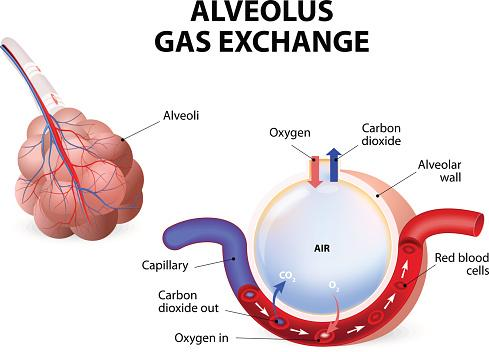 ALVEOLUS
GAS EXCHANGE
Alveoli
Oxygen
Carbon
dioxide
Alveolar
wall
AIR
Capillary
CO2
O2
Red blood
cells
Carbon
dioxide out
Oxygen in